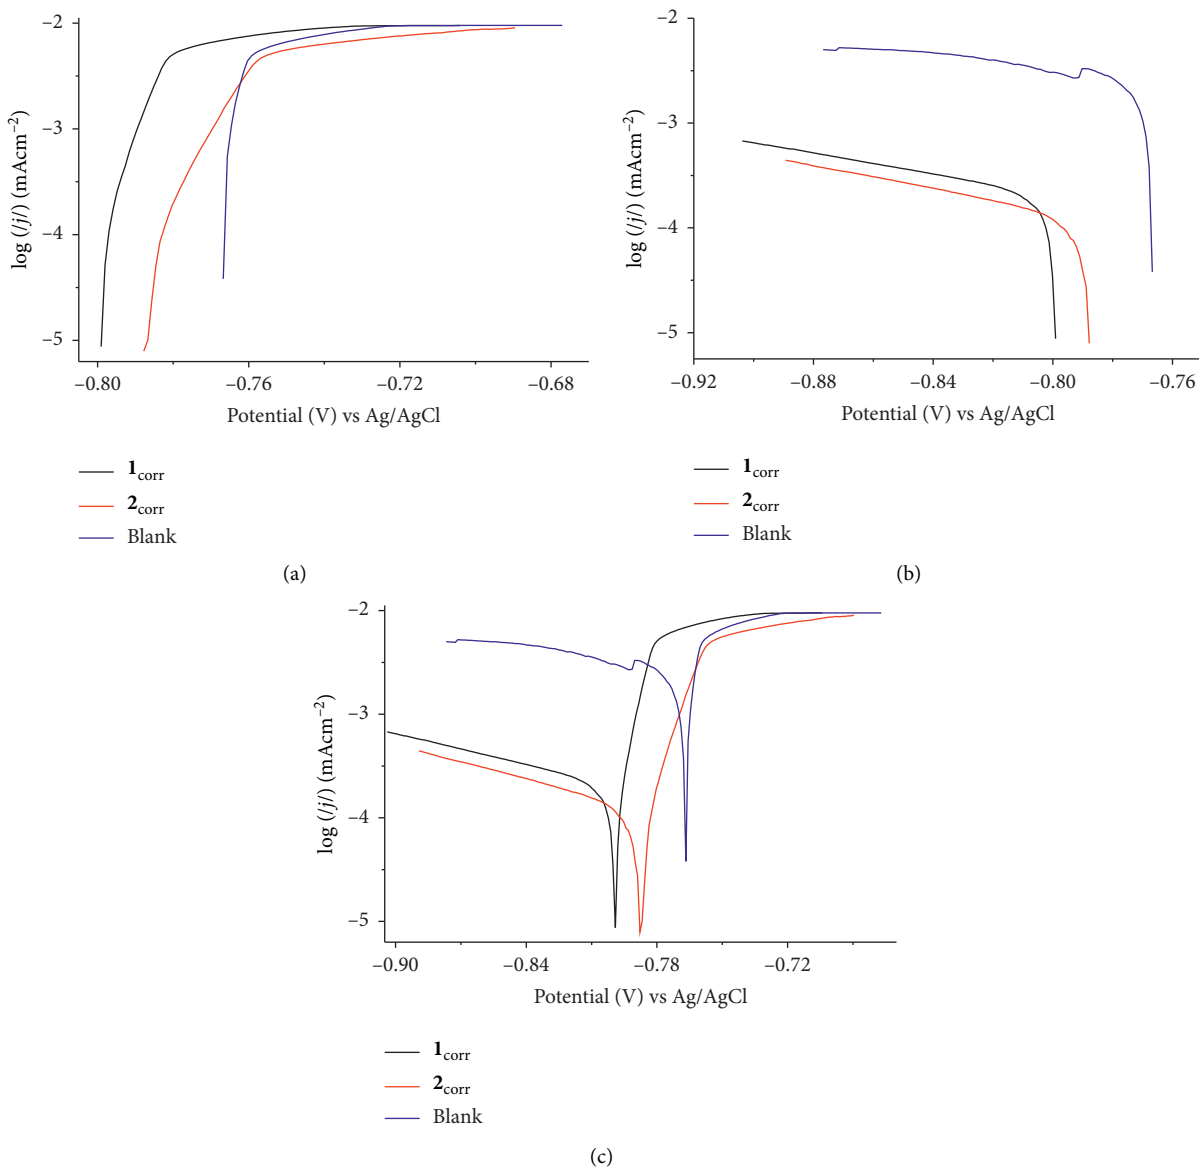 −2
−3
−4
−5
log (/j/) (mAcm−2)
−0.80 −0.76 −0.72 −0.68
Potential (V) vs Ag/AgCl
1corr
2corr
Blank
(a)
−2
−3
−4
−5
log (/j/) (mAcm−2)
−0.92 −0.88 −0.84 −0.80 −0.76
Potential (V) vs Ag/AgCl
1corr
2corr
Blank
(b)
−2
−3
−4
−5
log (/j/) (mAcm−2)
−0.90 −0.84 −0.78 −0.72
Potential (V) vs Ag/AgCl
1corr
2corr
Blank
(c)